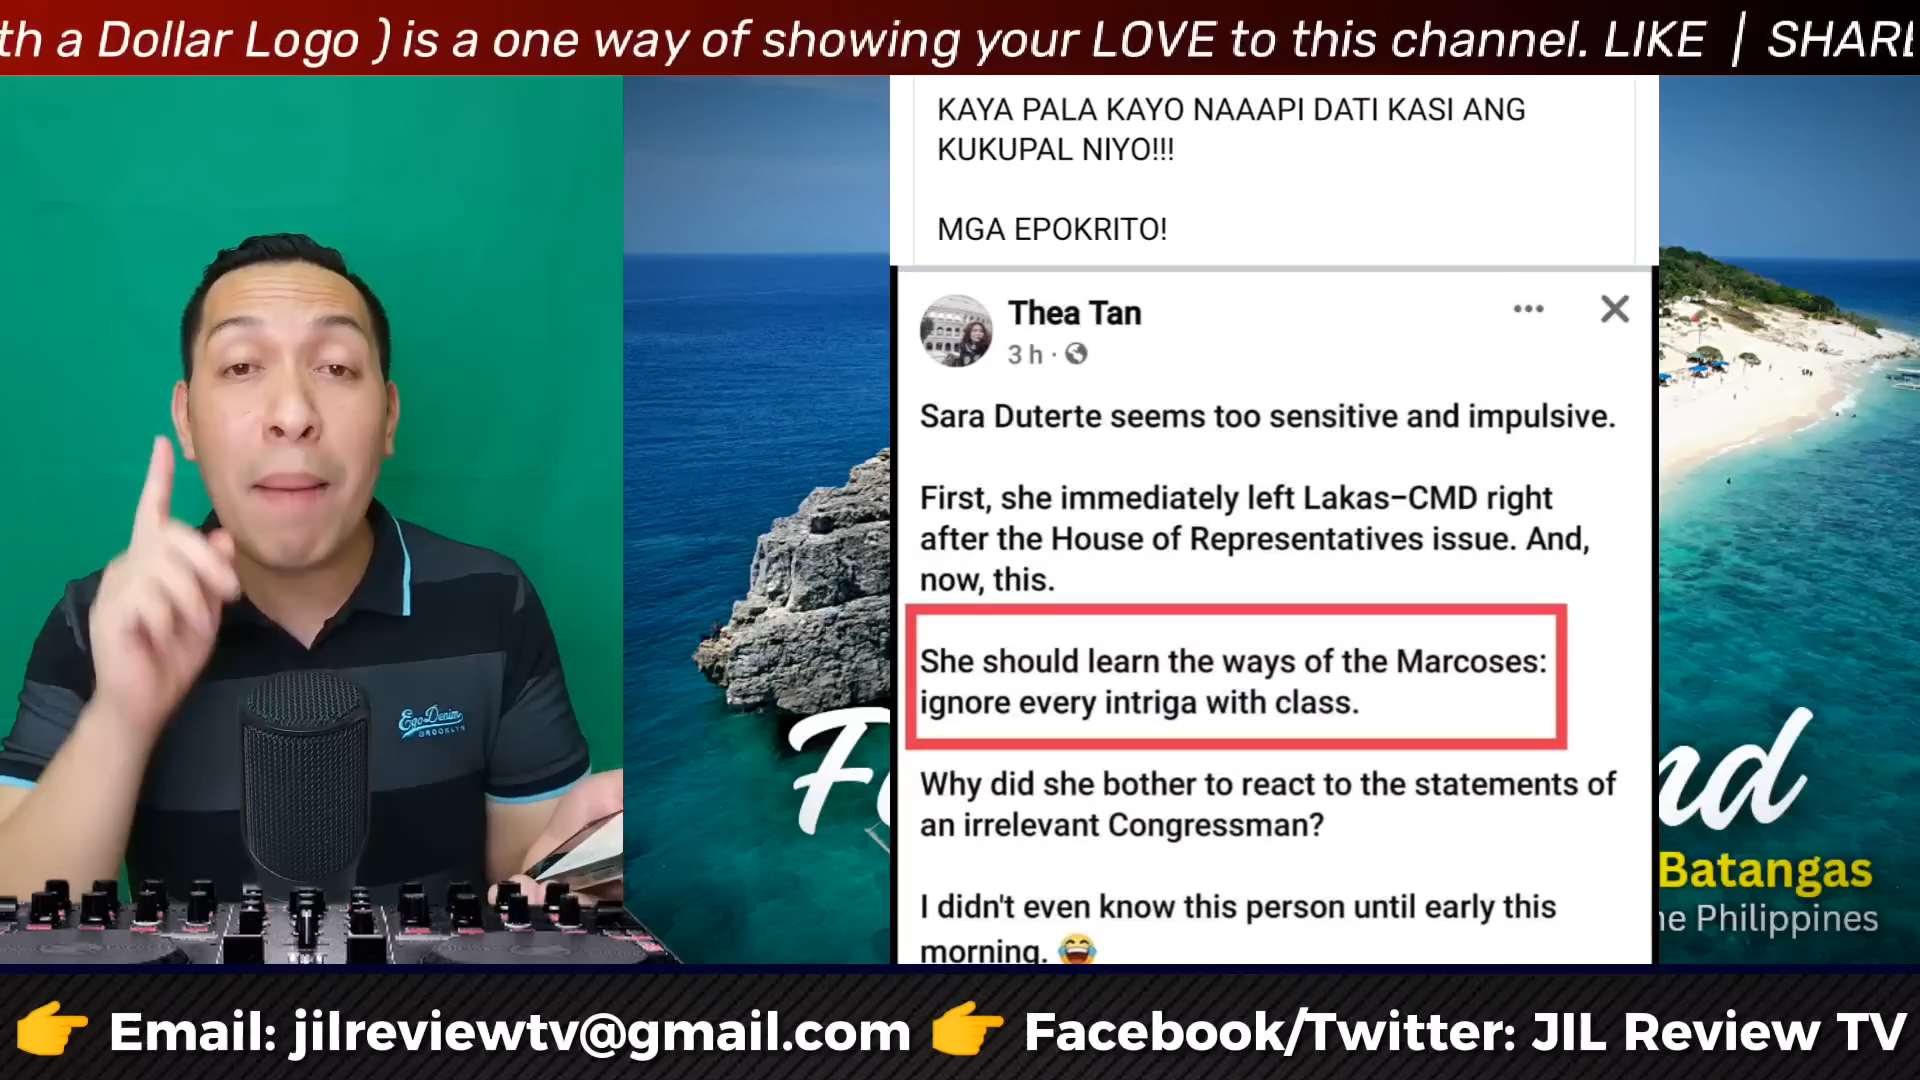 th a Dollar Logo ) is a one way of showing your LOVE to this channel. LIKE | SHARE
KAYA PALA KAYO NAAAPI DATI KASI ANG
KUKUPAL NIYO!!!
MGA EPOKRITO!
Thea Tan
3 h ·
Sara Duterte seems too sensitive and impulsive.
First, she immediately left Lakas-CMD right
after the House of Representatives issue. And,
now, this.
She should learn the ways of the Marcoses:
ignore every intriga with class.
Why did she bother to react to the statements of
an irrelevant Congressman?
I didn't even know this person until early this
morning. 😂
Ego Denim
BROOKLYN
Batangas
he Philippines
👉 Email: jilreviewtv@gmail.com 👉 Facebook/Twitter: JIL Review TV